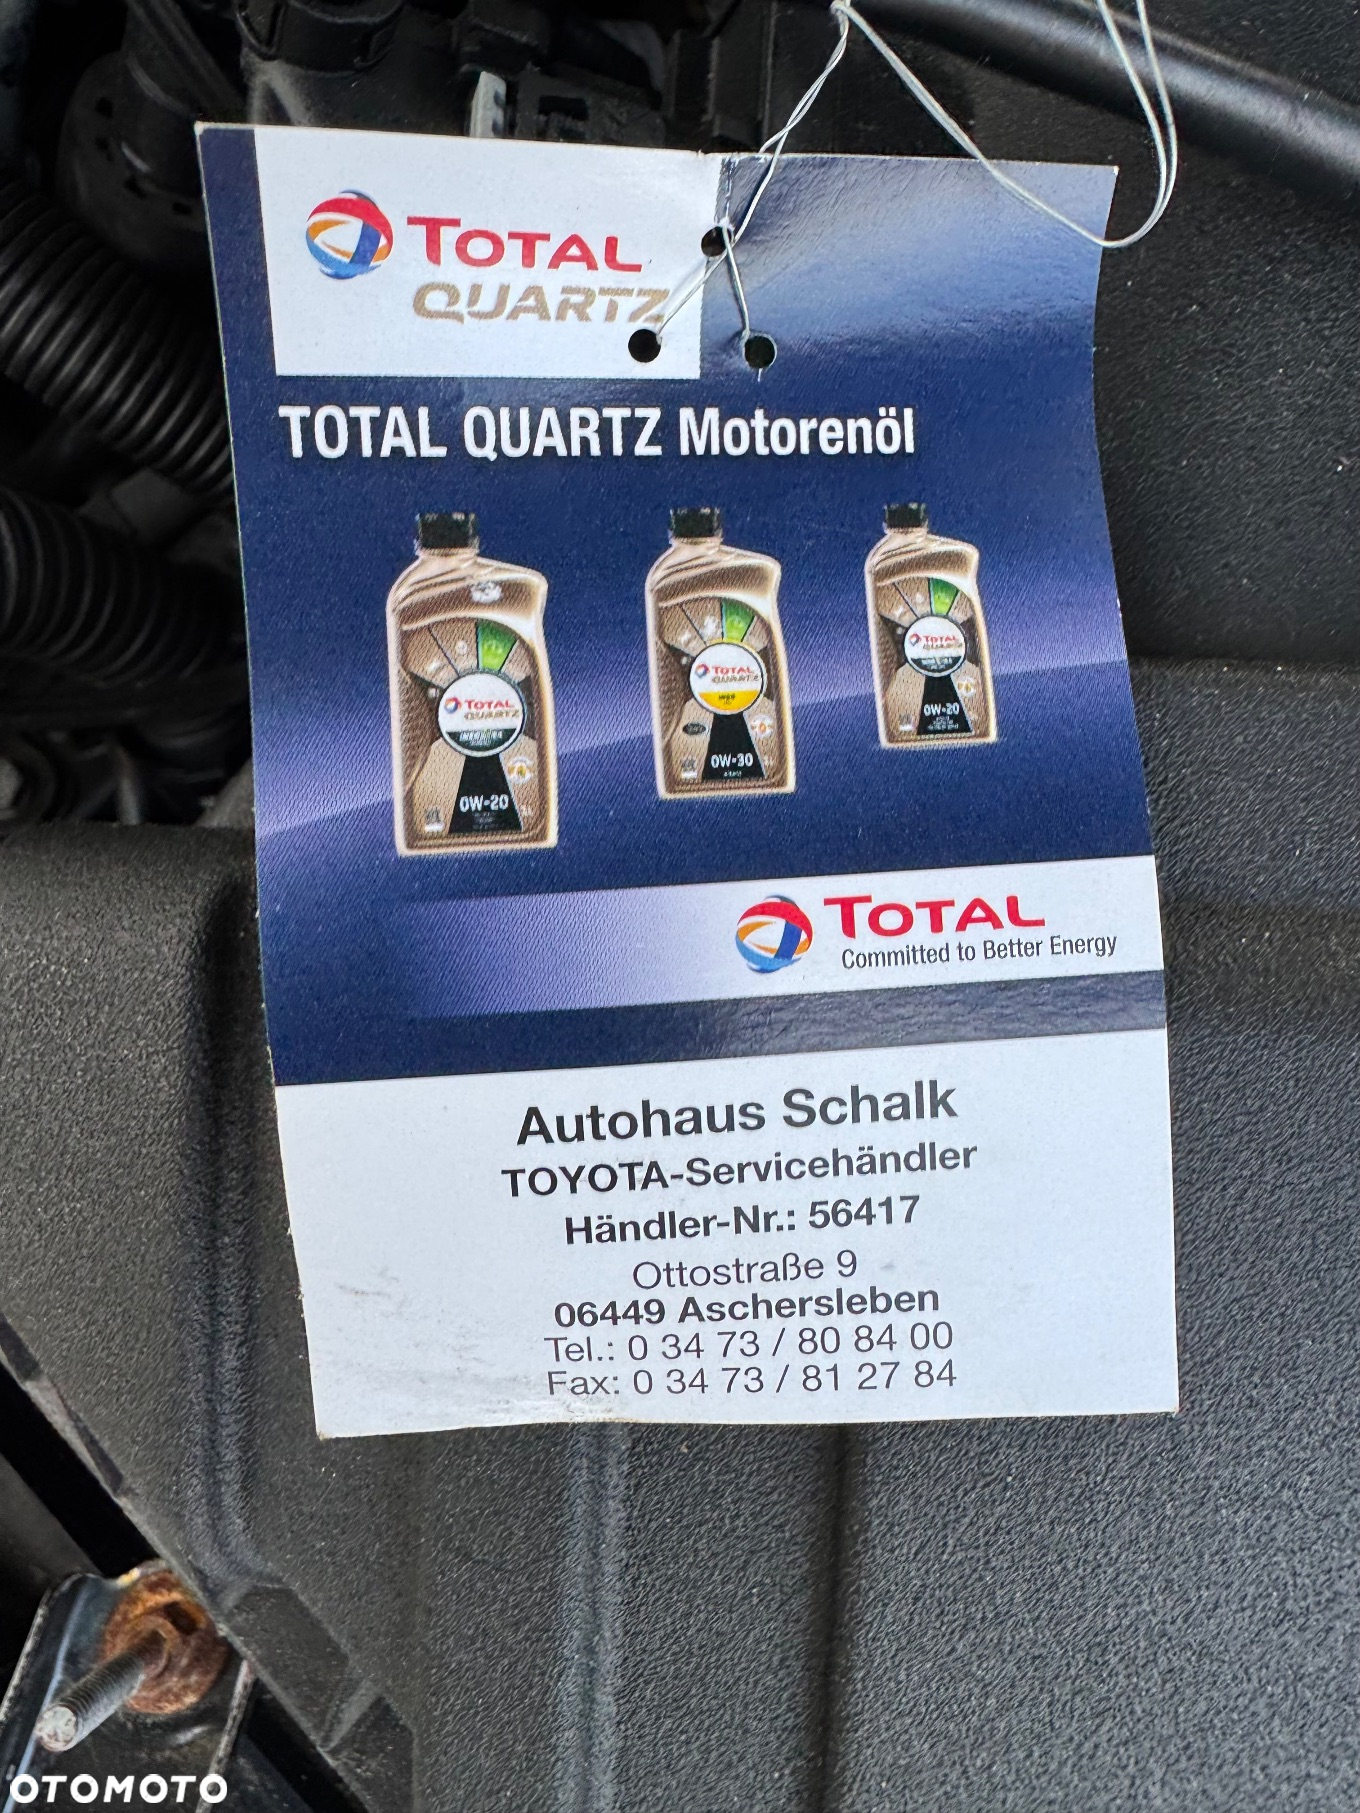 TOTAL
QUARTZ
TOTAL QUARTZ Motorenöl
TOTAL
QUARTZ
0W-20
TOTAL
QUARTZ
0W-30
TOTAL
QUARTZ
0W-20
TOTAL
Committed to Better Energy
Autohaus Schalk
TOYOTA-Servicehändler
Händler-Nr.: 56417
Ottostraße 9
06449 Aschersleben
Tel.: 0 34 73 / 80 84 00
Fax: 0 34 73 / 81 27 84
OTOMOTO